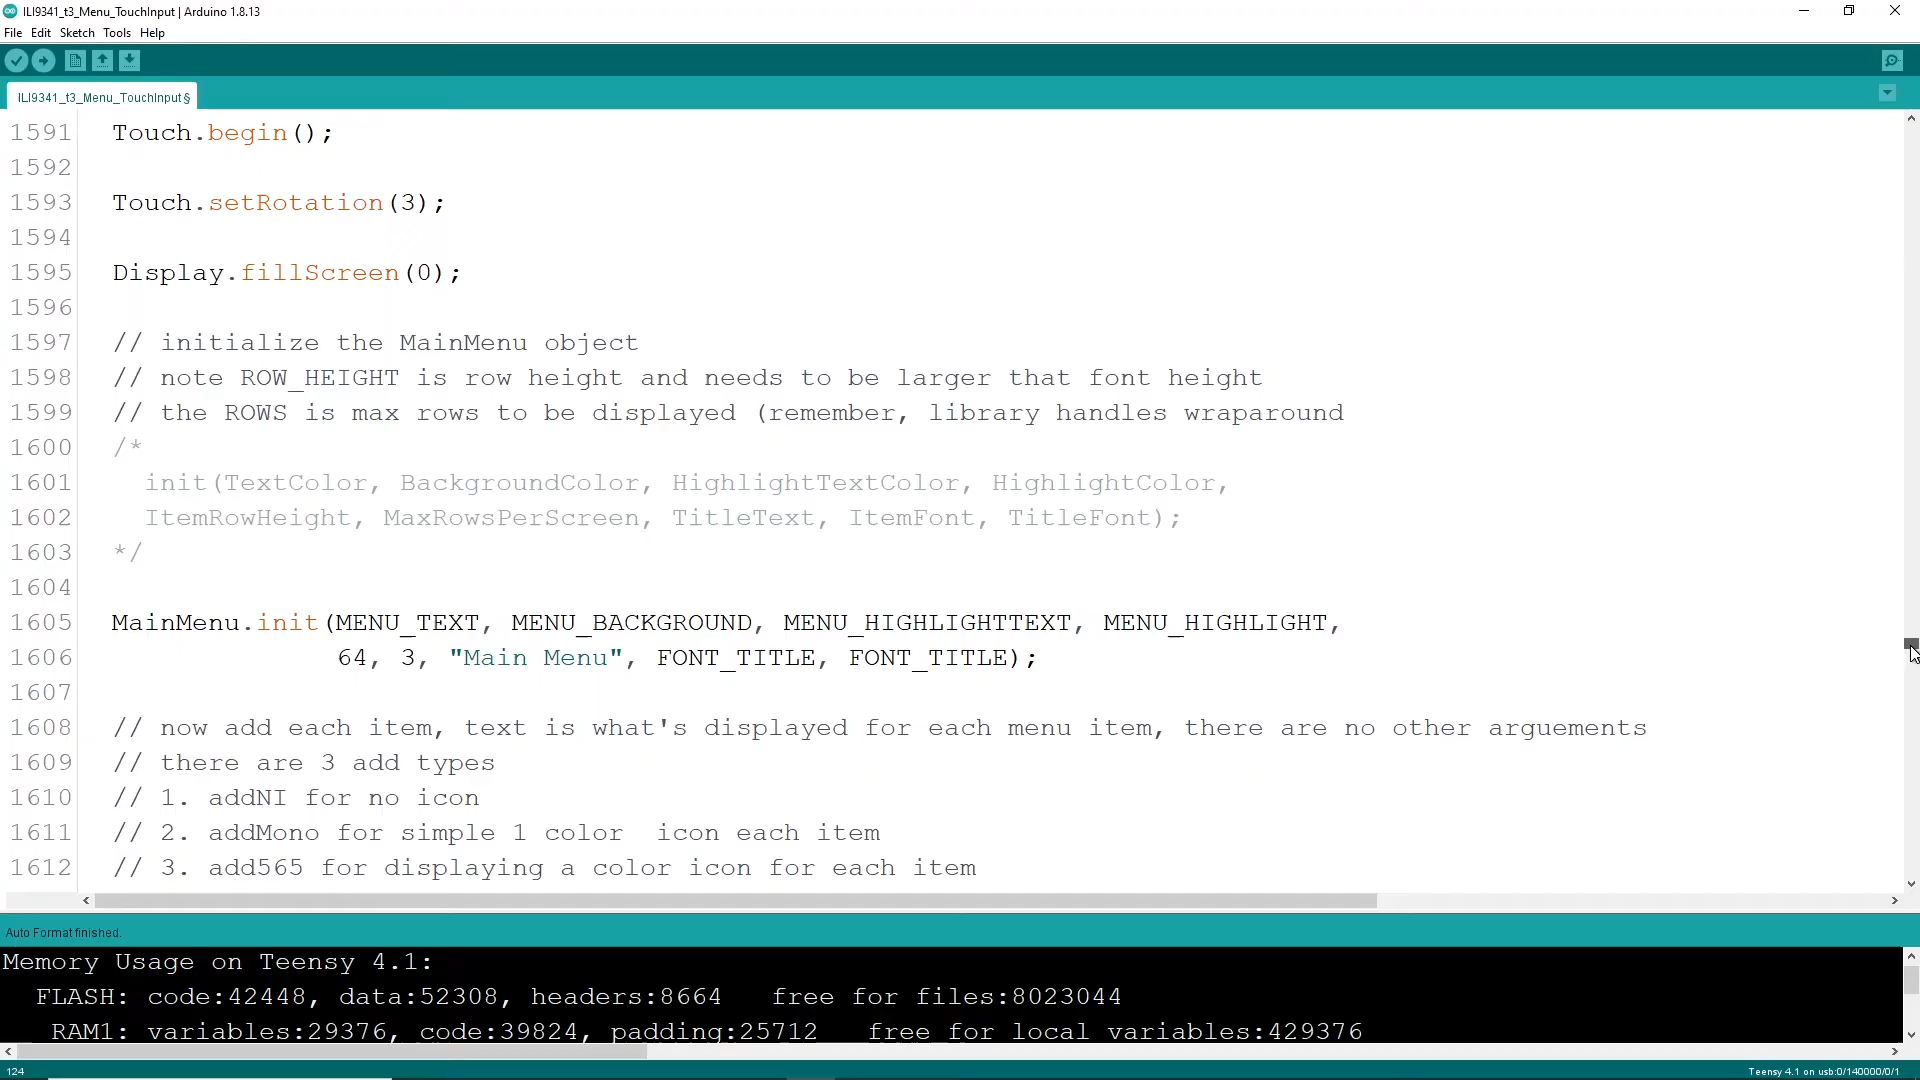 ILI9341_t3_Menu_TouchInput | Arduino 1.8.13
File Edit Sketch Tools Help
ILI9341_t3_Menu_TouchInput §
1591 Touch.begin();
1592
1593 Touch.setRotation(3);
1594
1595 Display.fillScreen(0);
1596
1597 // initialize the MainMenu object
1598 // note ROW_HEIGHT is row height and needs to be larger that font height
1599 // the ROWS is max rows to be displayed (remember, library handles wraparound
1600 /*
1601 init(TextColor, BackgroundColor, HighlightTextColor, HighlightColor,
1602 ItemRowHeight, MaxRowsPerScreen, TitleText, ItemFont, TitleFont);
1603 */
1604
1605 MainMenu.init(MENU_TEXT, MENU_BACKGROUND, MENU_HIGHLIGHTTEXT, MENU_HIGHLIGHT,
1606 64, 3, "Main Menu", FONT_TITLE, FONT_TITLE);
1607
1608 // now add each item, text is what's displayed for each menu item, there are no other arguements
1609 // there are 3 add types
1610 // 1. addNI for no icon
1611 // 2. addMono for simple 1 color  icon each item
1612 // 3. add565 for displaying a color icon for each item
Auto Format finished.
Memory Usage on Teensy 4.1:
FLASH: code:42448, data:52308, headers:8664   free for files:8023044
RAM1: variables:29376, code:39824, padding:25712   free for local variables:429376
124
Teensy 4.1 on usb:0/140000/0/1